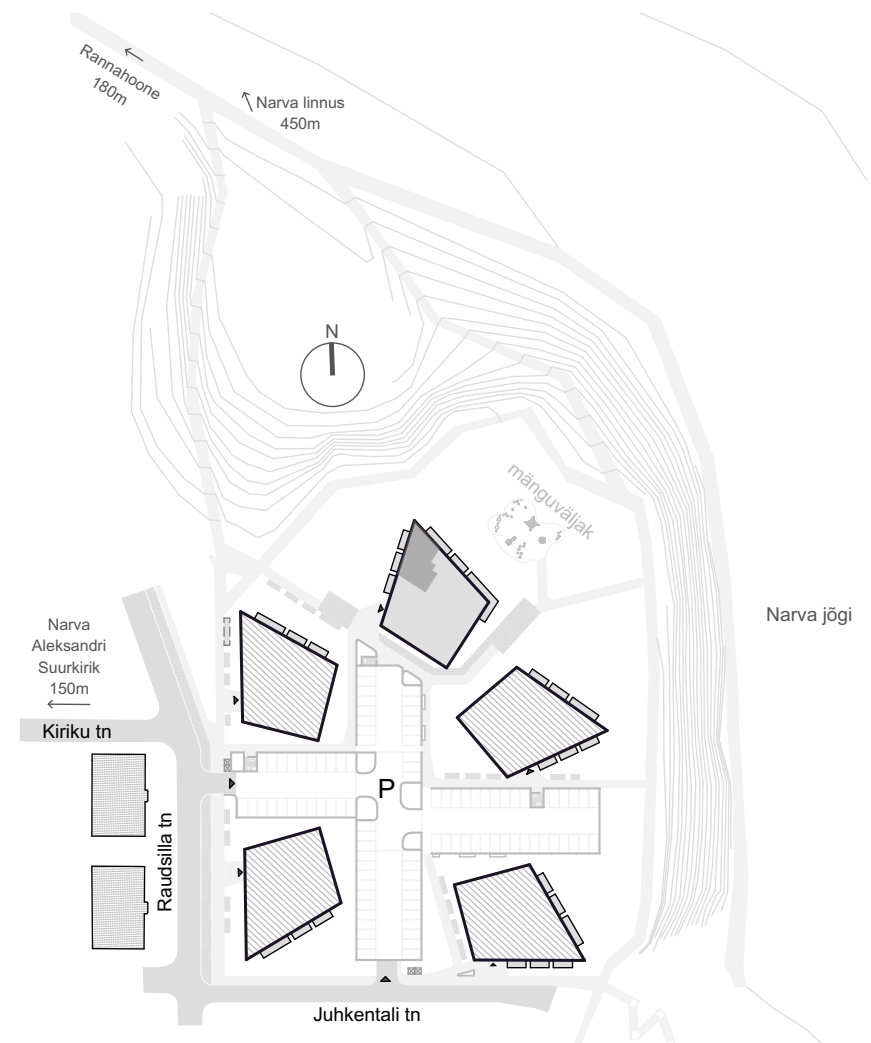 Rannahoone
180m
Narva linnus
450m
N
mänguväljak
Narva
Aleksandri
Suurkirik
150m
Narva jõgi
Kiriku tn
P
Raudsilla tn
Juhkentali tn